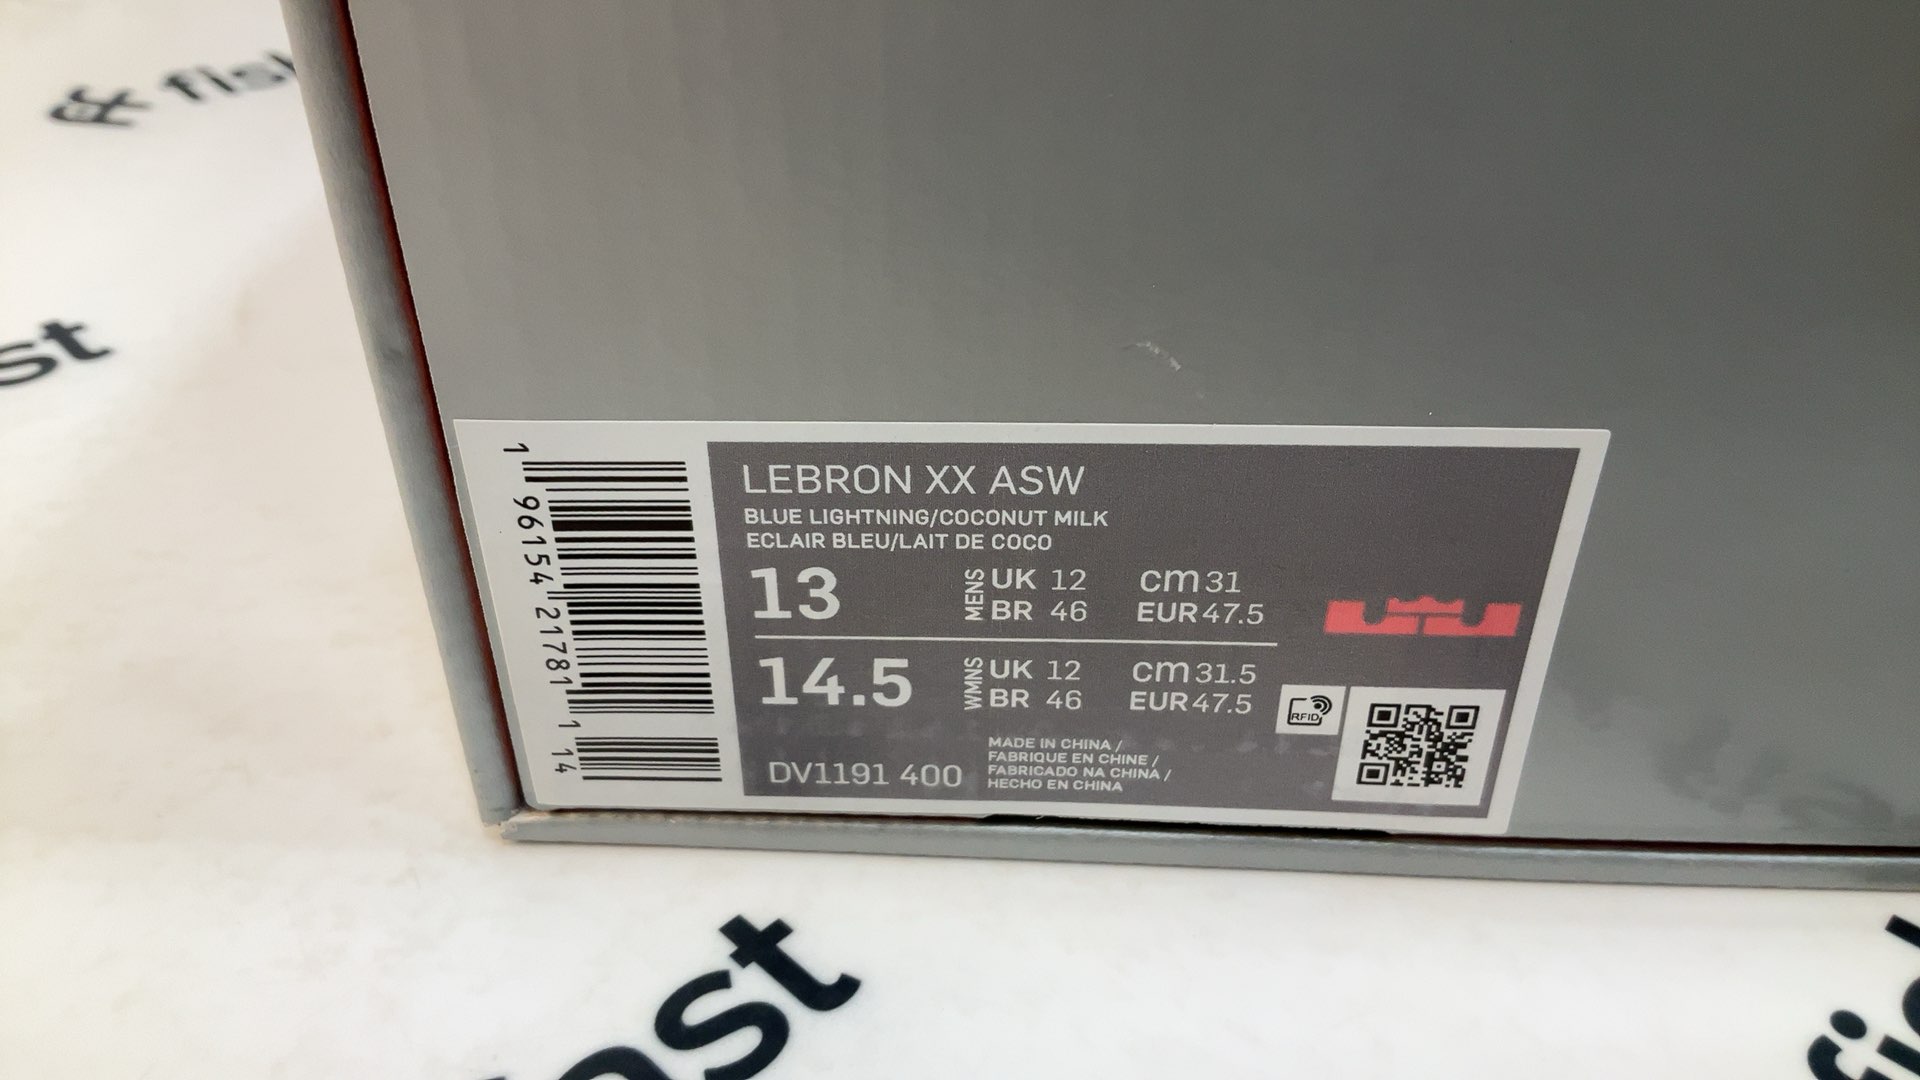 fish
st
LEBRON XX ASW
BLUE LIGHTNING/COCONUT MILK
ECLAIR BLEU/LAIT DE COCO
13 MENS UK 12 cm 31
BR 46 EUR 47.5
14.5 WMNS UK 12 cm 31.5
BR 46 EUR 47.5
RFID
DV1191 400
MADE IN CHINA /
FABRIQUE EN CHINE /
FABRICADO NA CHINA /
HECHO EN CHINA
1 96154 21781 1 14
ast
fi